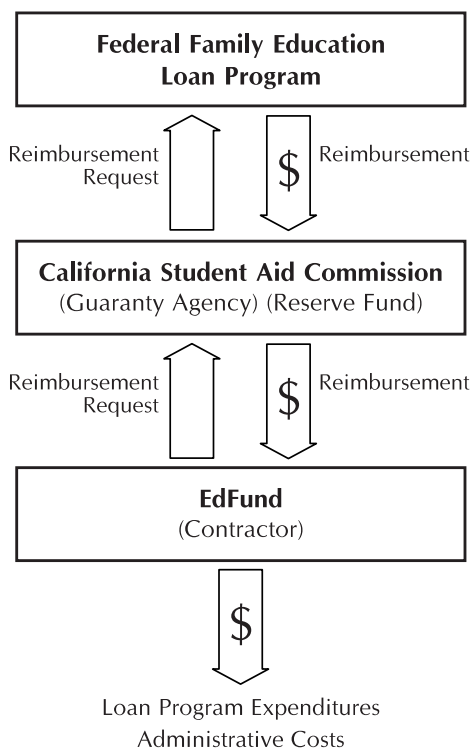 Federal Family Education
Loan Program
Reimbursement
Request
$
Reimbursement
California Student Aid Commission
(Guaranty Agency) (Reserve Fund)
Reimbursement
Request
$
Reimbursement
EdFund
(Contractor)
$
Loan Program Expenditures
Administrative Costs